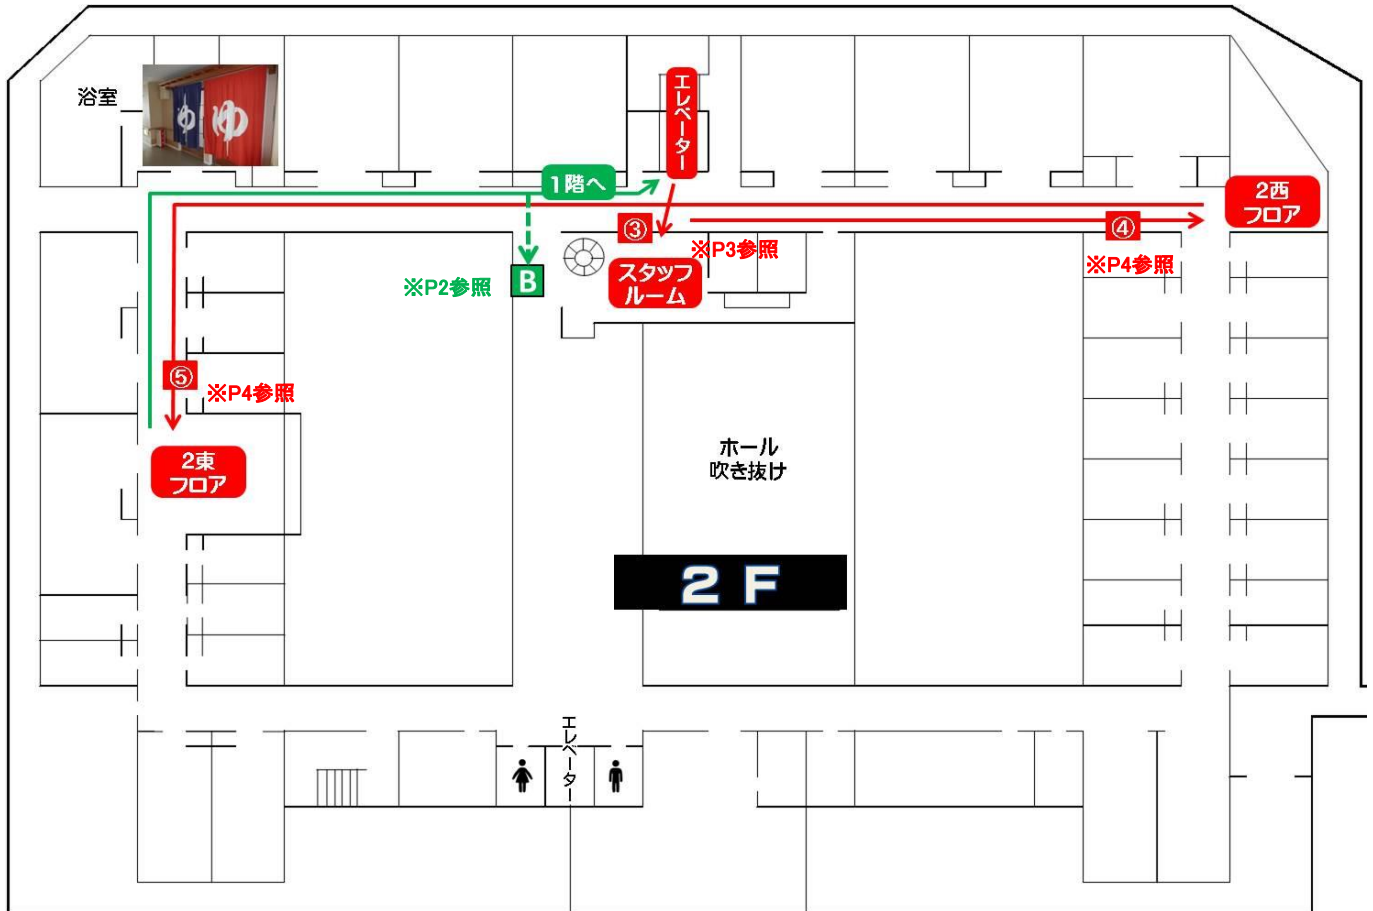 浴室
ゆ
ゆ
エレベーター
1階へ
2西
フロア
③
④
※P3参照
※P4参照
スタッフ
ルーム
※P2参照
B
⑤
※P4参照
2東
フロア
ホール
吹き抜け
2F
エレベーター